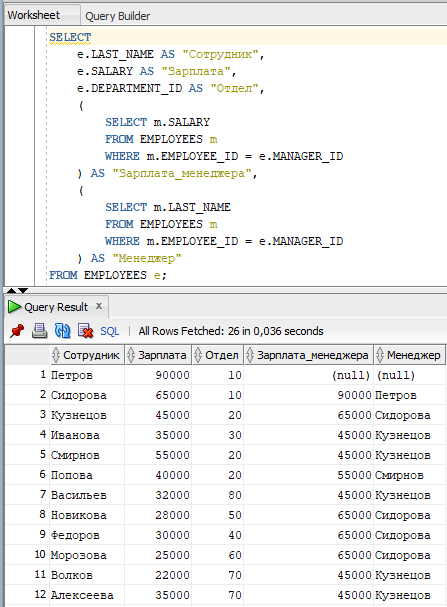 Worksheet Query Builder
SELECT
e.LAST_NAME AS "Сотрудник",
e.SALARY AS "Зарплата",
e.DEPARTMENT_ID AS "Отдел",
(
SELECT m.SALARY
FROM EMPLOYEES m
WHERE m.EMPLOYEE_ID = e.MANAGER_ID
) AS "Зарплата_менеджера",
(
SELECT m.LAST_NAME
FROM EMPLOYEES m
WHERE m.EMPLOYEE_ID = e.MANAGER_ID
) AS "Менеджер"
FROM EMPLOYEES e;
Query Result x
SQL | All Rows Fetched: 26 in 0,036 seconds
Сотрудник Зарплата Отдел Зарплата_менеджера Менеджер
1 Петров 90000 10 (null) (null)
2 Сидорова 65000 10 90000 Петров
3 Кузнецов 45000 20 65000 Сидорова
4 Иванова 35000 30 45000 Кузнецов
5 Смирнов 55000 20 45000 Кузнецов
6 Попова 40000 20 55000 Смирнов
7 Васильев 32000 80 45000 Кузнецов
8 Новикова 28000 50 65000 Сидорова
9 Федоров 30000 40 65000 Сидорова
10 Морозова 25000 60 65000 Сидорова
11 Волков 22000 70 45000 Кузнецов
12 Алексеева 35000 70 45000 Кузнецов